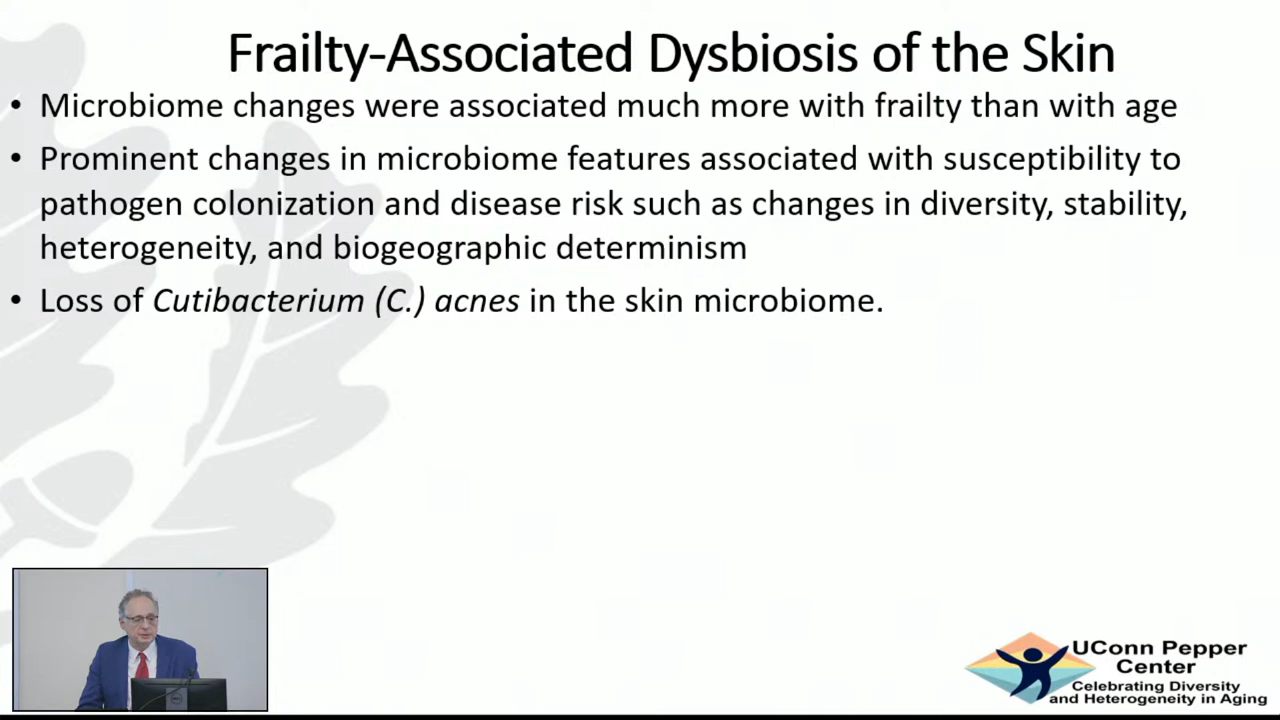 Frailty-Associated Dysbiosis of the Skin
• Microbiome changes were associated much more with frailty than with age
• Prominent changes in microbiome features associated with susceptibility to
pathogen colonization and disease risk such as changes in diversity, stability,
heterogeneity, and biogeographic determinism
• Loss of Cutibacterium (C.) acnes in the skin microbiome.
UConn Pepper
Center
Celebrating Diversity
and Heterogeneity in Aging